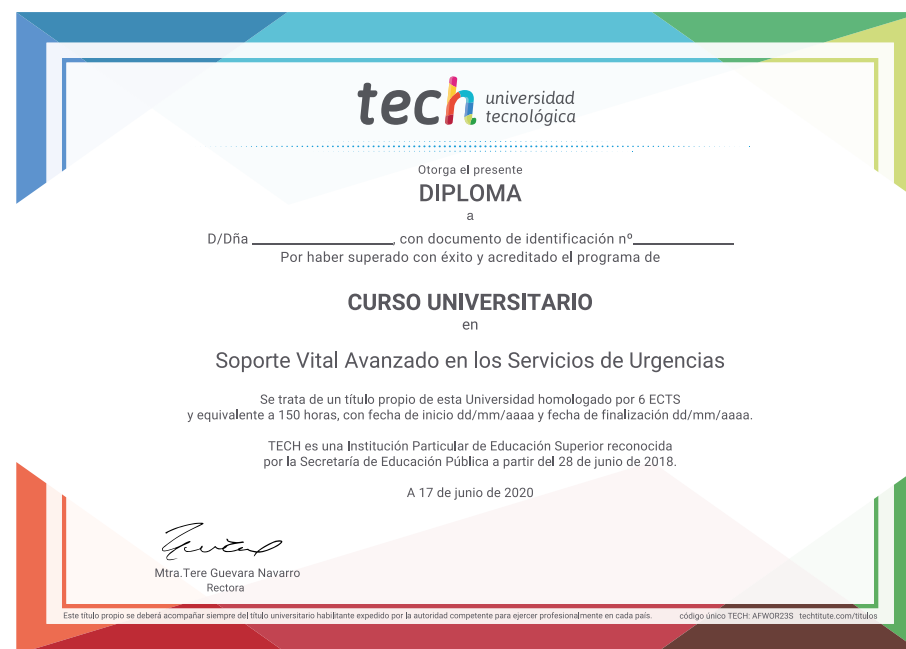 tech universidad
tecnológica
Otorga el presente
DIPLOMA
a
D/Dña ____________________, con documento de identificación nº______________
Por haber superado con éxito y acreditado el programa de
CURSO UNIVERSITARIO
en
Soporte Vital Avanzado en los Servicios de Urgencias
Se trata de un título propio de esta Universidad homologado por 6 ECTS
y equivalente a 150 horas, con fecha de inicio dd/mm/aaaa y fecha de finalización dd/mm/aaaa.
TECH es una Institución Particular de Educación Superior reconocida
por la Secretaría de Educación Pública a partir del 28 de junio de 2018.
A 17 de junio de 2020
Mtra.Tere Guevara Navarro
Rectora
Este título propio se deberá acompañar siempre del título universitario habilitante expedido por la autoridad competente para ejercer profesionalmente en cada país. código único TECH: AFWOR23S techtitute.com/titulos